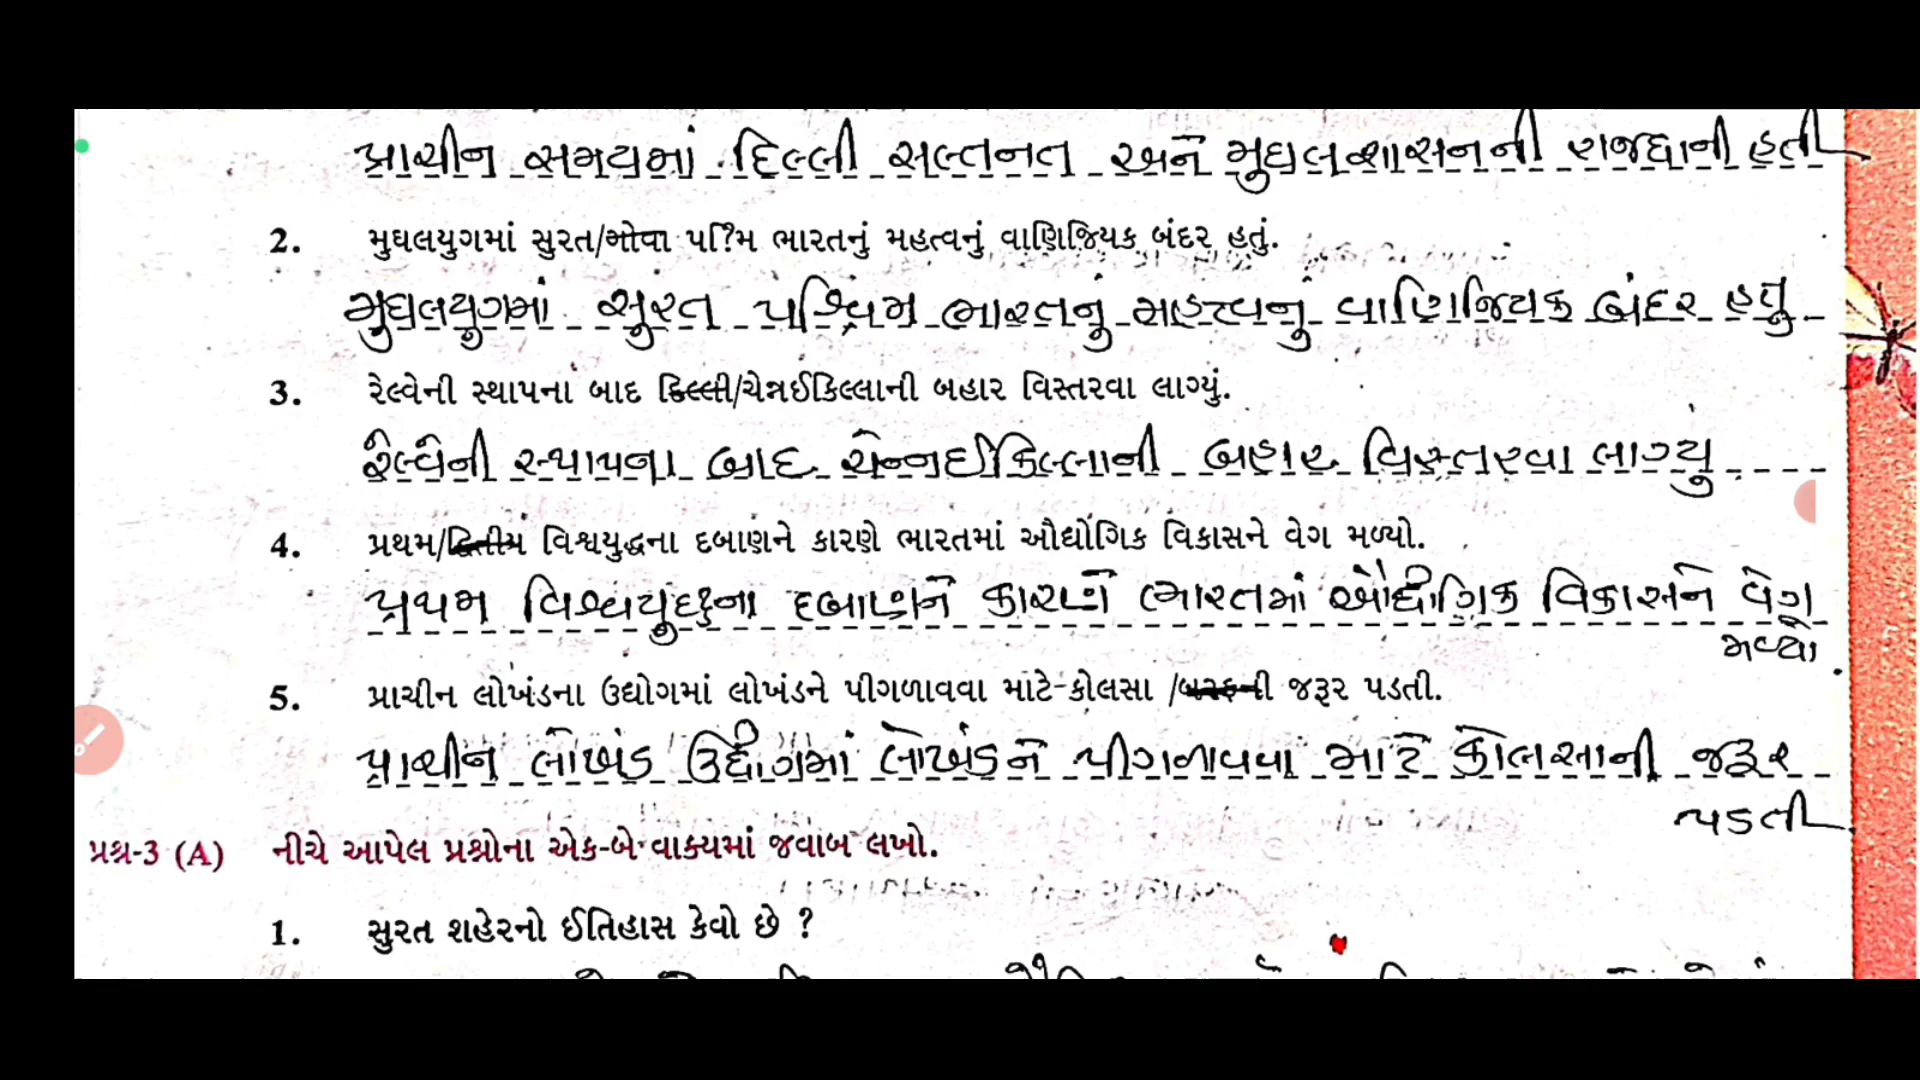 પ્રાચીન સમયમાં દિલ્લી સલ્તનત અને મુઘલશાસનની રાજધાની હતી
2. મુઘલયુગમાં સુરત/ગોવા પર્શિમ ભારતનું મહત્વનું વાણિજ્યિક બંદર હતું.
મુઘલયુગમાં સુરત પશ્ચિમ ભારતનું મહત્ત્વનું વાણિજ્યિક બંદર હતુ
3. રેલ્વેની સ્થાપના બાદ દિલ્લી/ચેન્નઈકિલ્લાની બહાર વિસ્તરવા લાગ્યું.
રેલ્વેની સ્થાપના બાદ ચેન્નઈકિલ્લાની બહાર વિસ્તરવા લાગ્યુ
4. પ્રથમ/દ્વિતીય વિશ્વયુદ્ધના દબાણને કારણે ભારતમાં ઔદ્યોગિક વિકાસને વેગ મળ્યો.
પ્રથમ વિશ્વયુદ્ધના દબાણને કારણે ભારતમાં ઔદ્યોગિક વિકાસને વેગ
મળ્યો.
5. પ્રાચીન લોખંડના ઉદ્યોગમાં લોખંડને પીગળાવવા માટે-કોલસા /બરફની જરૂર પડતી.
પ્રાચીન લોખંડ ઉદ્યોગમાં લોખંડને પીગળાવવા માટે કોલસાની જરૂર
પડતી.
પ્રશ્ન-3 (A) નીચે આપેલ પ્રશ્નોના એક-બે વાક્યમાં જવાબ લખો.
1. સુરત શહેરનો ઈતિહાસ કેવો છે ?